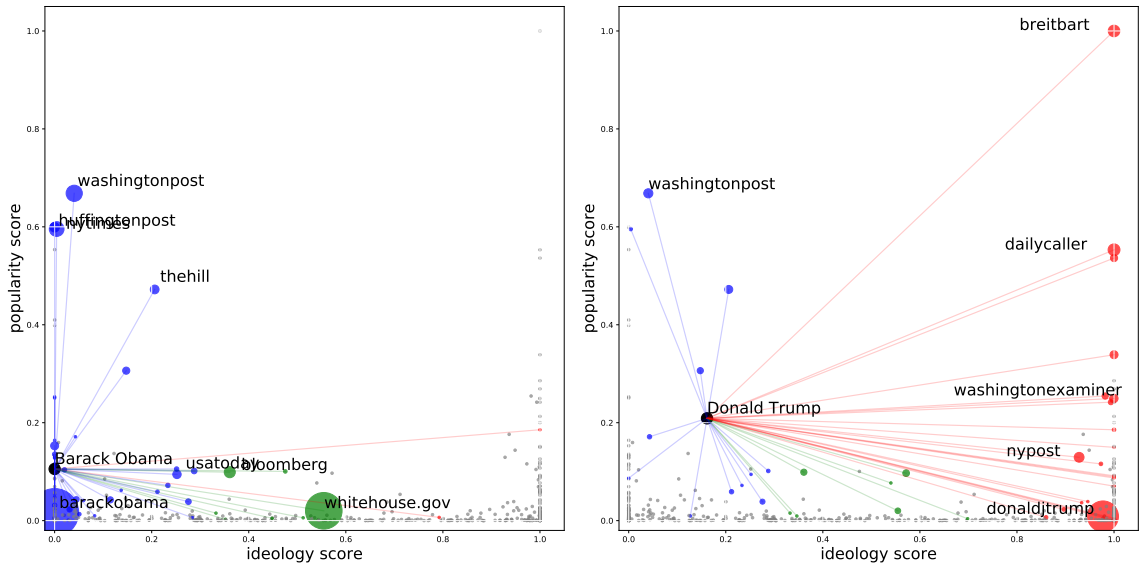 1.0
0.8
0.6
0.4
0.2
0.0
popularity score
washingtonpost
huffingtonpost
nytimes
thehill
Barack Obama
usatoday
bloomberg
barackobama
whitehouse.gov
0.0 0.2 0.4 0.6 0.8 1.0
ideology score
1.0
0.8
0.6
0.4
0.2
0.0
popularity score
breitbart
washingtonpost
dailycaller
washingtonexaminer
Donald Trump
nypost
donaldjtrump
0.0 0.2 0.4 0.6 0.8 1.0
ideology score